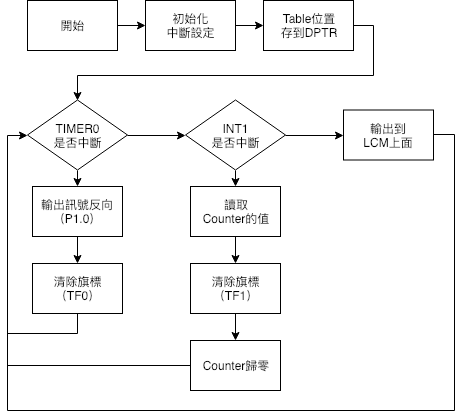 開始
初始化
中斷設定
Table位置
存到DPTR
TIMER0
是否中斷
INT1
是否中斷
輸出到
LCM上面
輸出訊號反向
(P1.0)
讀取
Counter的值
清除旗標
(TF0)
清除旗標
(TF1)
Counter歸零